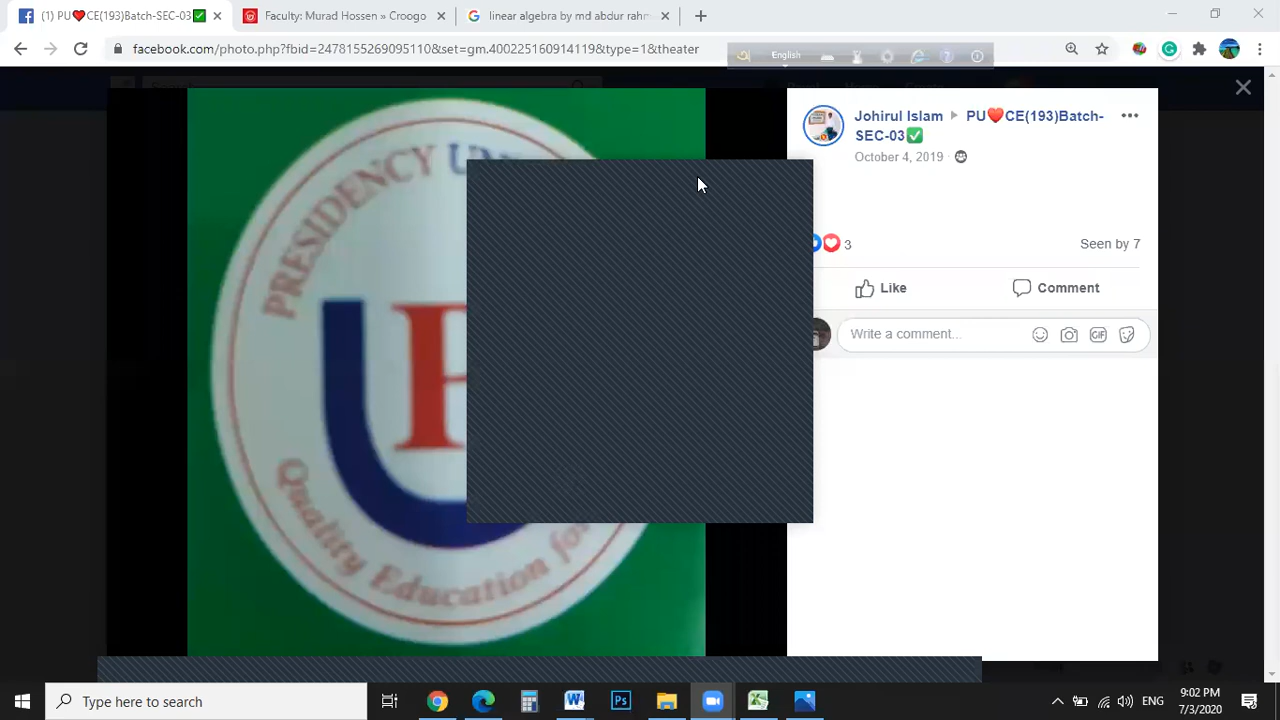 (1) PU❤️CE(193)Batch-SEC-03✅
Faculty: Murad Hossen » Croogo
linear algebra by md abdur rahm
facebook.com/photo.php?fbid=2478155269095110&set=gm.400225160914119&type=1&theater
English
PRESIDENCY UN
Quality Education for
Johirul Islam ▸ PU❤️CE(193)Batch-
SEC-03✅
October 4, 2019
3
Seen by 7
Like
Comment
Write a comment...
GIF
Type here to search
ENG
9:02 PM
7/3/2020